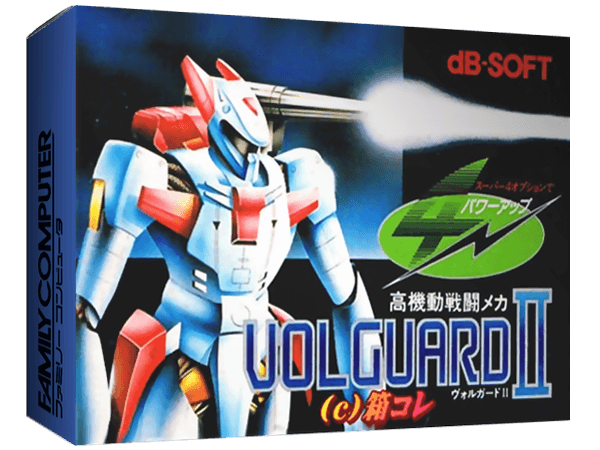 dB-SOFT
スーパー4オプションで
パワーアップ
4
高機動戦闘メカ
VOLGUARD II
ヴォルガードII
(c)箱コレ
FAMILY COMPUTER
ファミリー コンピュータ